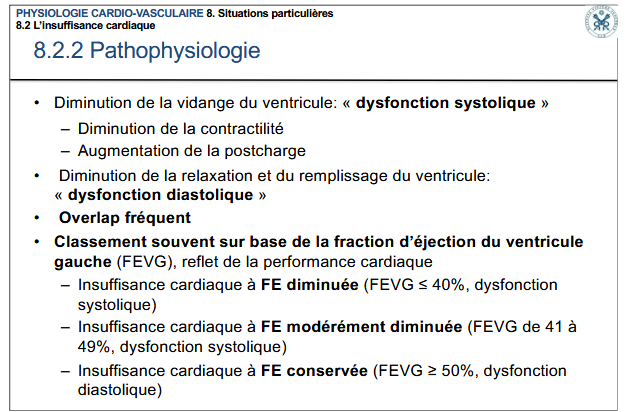 PHYSIOLOGIE CARDIO-VASCULAIRE 8. Situations particulières
8.2 L'insuffisance cardiaque
8.2.2 Pathophysiologie
• Diminution de la vidange du ventricule: « dysfonction systolique »
– Diminution de la contractilité
– Augmentation de la postcharge
• Diminution de la relaxation et du remplissage du ventricule:
« dysfonction diastolique »
• Overlap fréquent
• Classement souvent sur base de la fraction d'éjection du ventricule
gauche (FEVG), reflet de la performance cardiaque
– Insuffisance cardiaque à FE diminuée (FEVG ≤ 40%, dysfonction
systolique)
– Insuffisance cardiaque à FE modérément diminuée (FEVG de 41 à
49%, dysfonction systolique)
– Insuffisance cardiaque à FE conservée (FEVG ≥ 50%, dysfonction
diastolique)